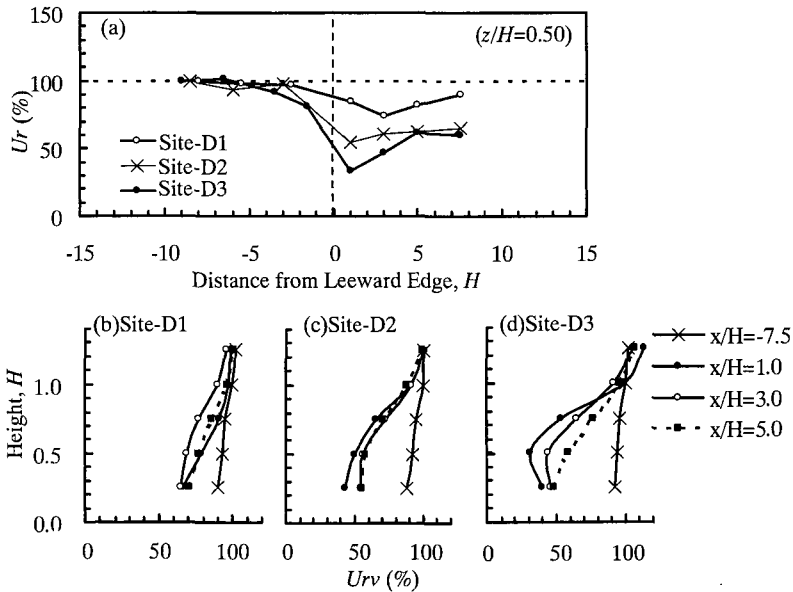 150
(a)
(z/H=0.50)
100
Ur (%)
50
Site-D1
Site-D2
Site-D3
0
-15 -10 -5 0 5 10 15
Distance from Leeward Edge, H
(b)Site-D1
(c)Site-D2
(d)Site-D3
x/H=-7.5
x/H=1.0
x/H=3.0
x/H=5.0
Height, H
1.0
0.5
0.0
0 50 100
0 50 100
0 50 100
Urv (%)